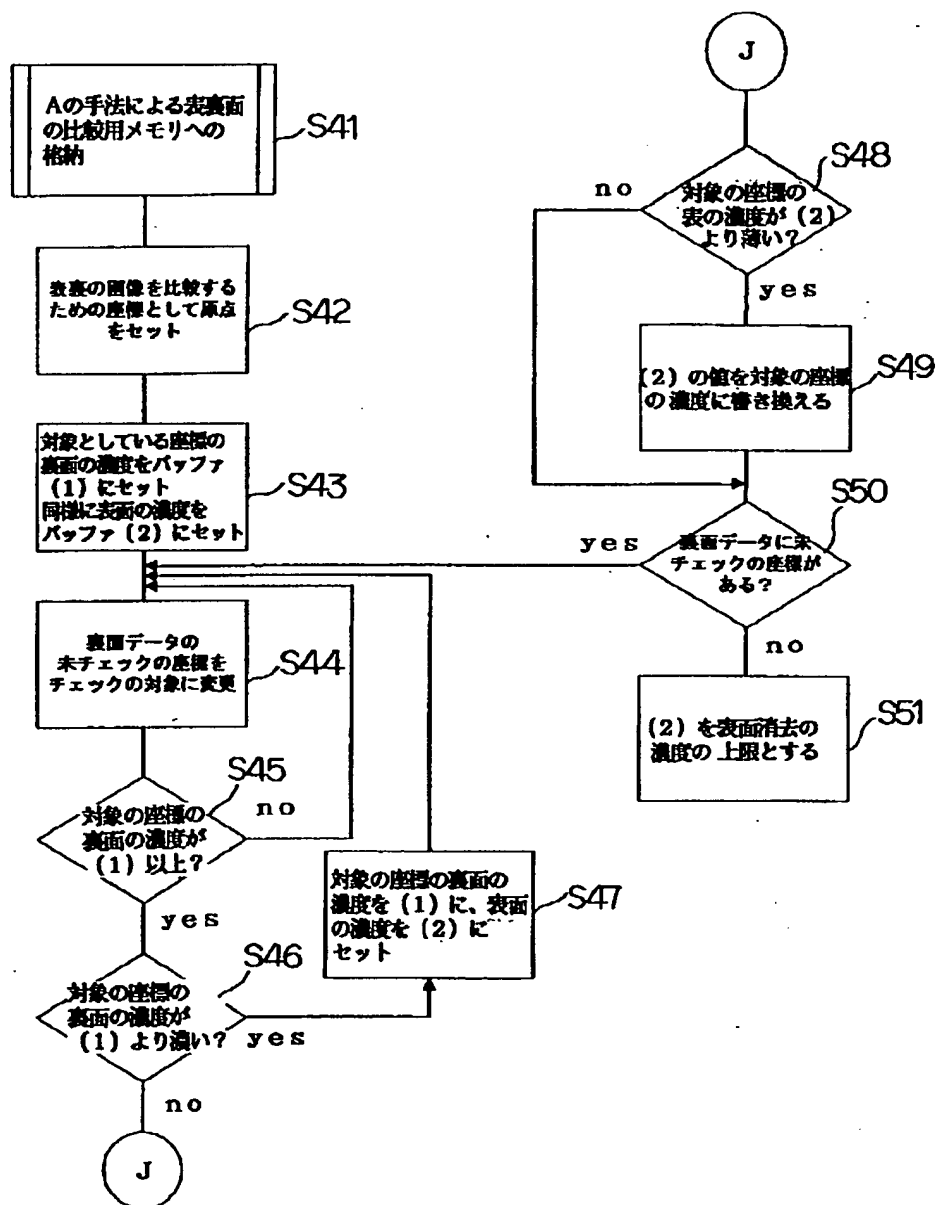 Aの手法による表裏面
の比較用メモリへの
格納
S41
表裏の画像を比較する
ための座標として原点
をセット
S42
対象としている座標の
裏面の濃度をバッファ
(1)にセット
同様に表面の濃度を
バッファ(2)にセット
S43
裏面データの
未チェックの座標を
チェックの対象に変更
S44
対象の座標の
裏面の濃度が
(1)以上?
S45
no
yes
対象の座標の
裏面の濃度が
(1)より濃い?
S46
yes
no
J
対象の座標の裏面の
濃度を(1)に、表面
の濃度を(2)に
セット
S47
J
対象の座標の
表の濃度が(2)
より薄い?
S48
no
yes
(2)の値を対象の座標
の濃度に書き換える
S49
裏面データに未
チェックの座標が
ある?
S50
yes
no
(2)を表面消去の
濃度の上限とする
S51